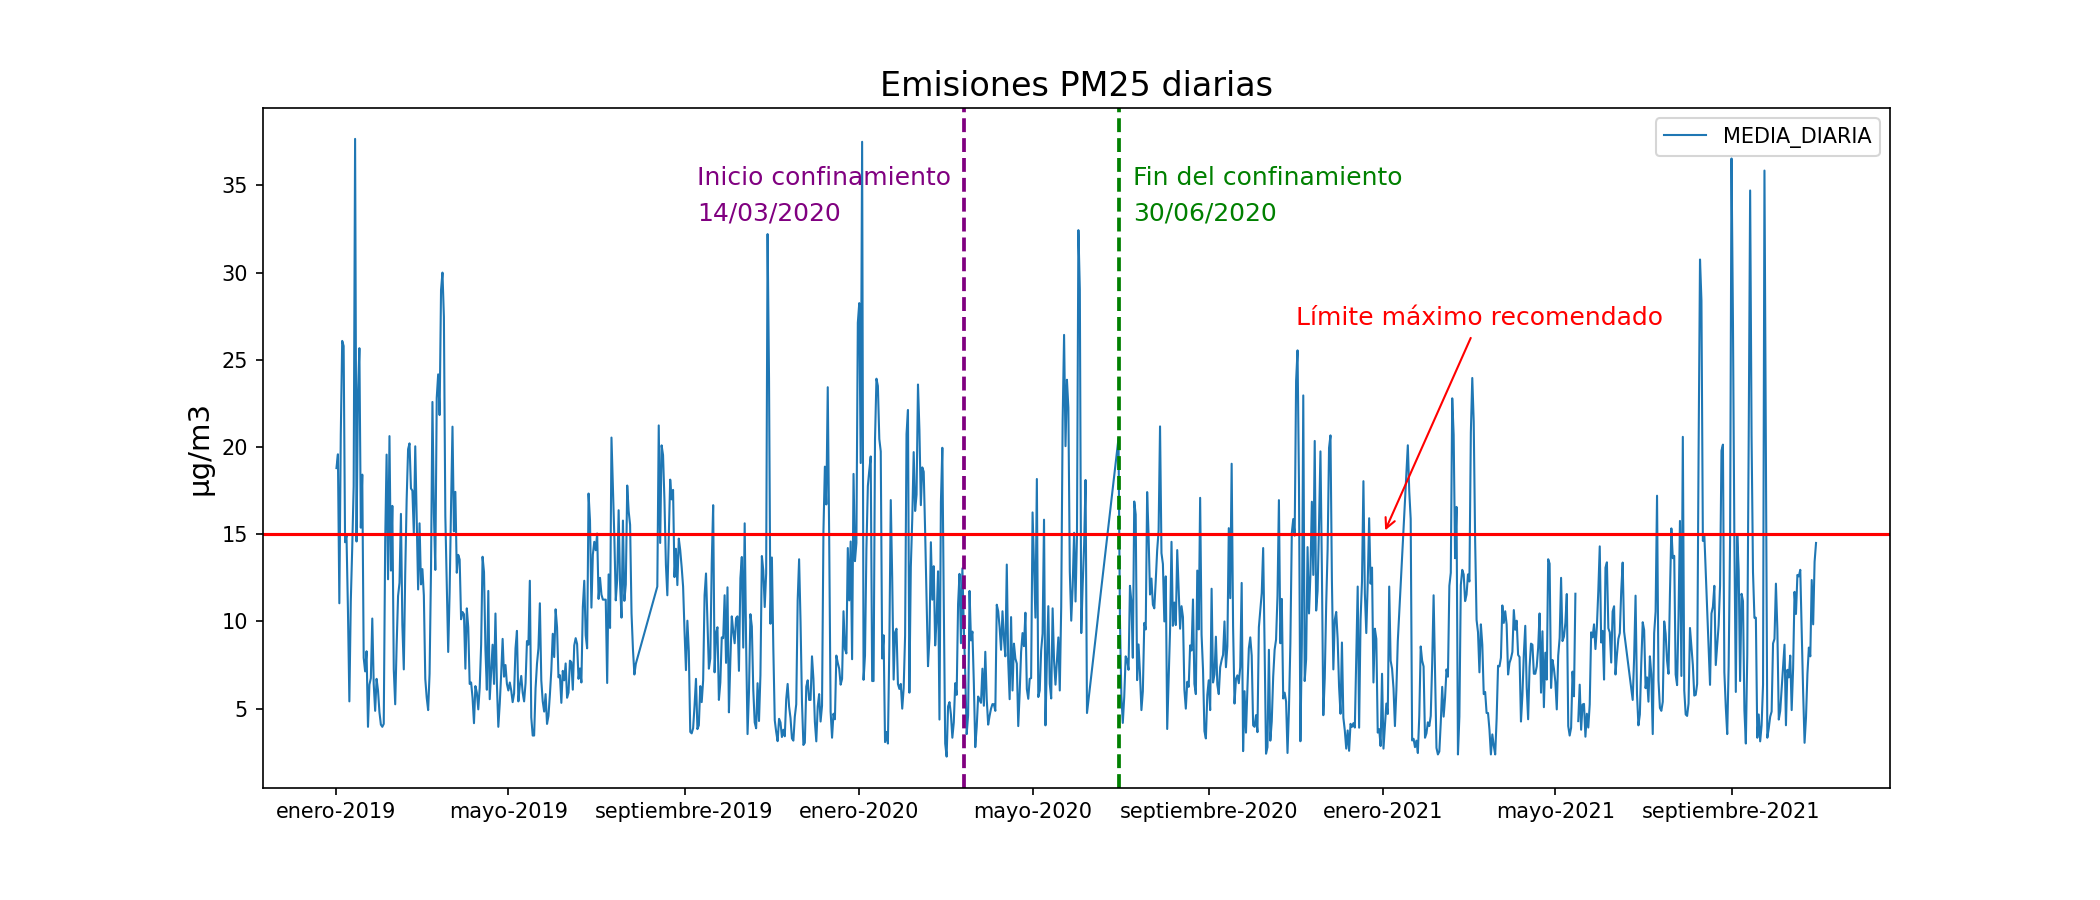 Emisiones PM25 diarias
MEDIA_DIARIA
Inicio confinamiento
14/03/2020
Fin del confinamiento
30/06/2020
Límite máximo recomendado
µg/m3
35
30
25
20
15
10
5
enero-2019
mayo-2019
septiembre-2019
enero-2020
mayo-2020
septiembre-2020
enero-2021
mayo-2021
septiembre-2021